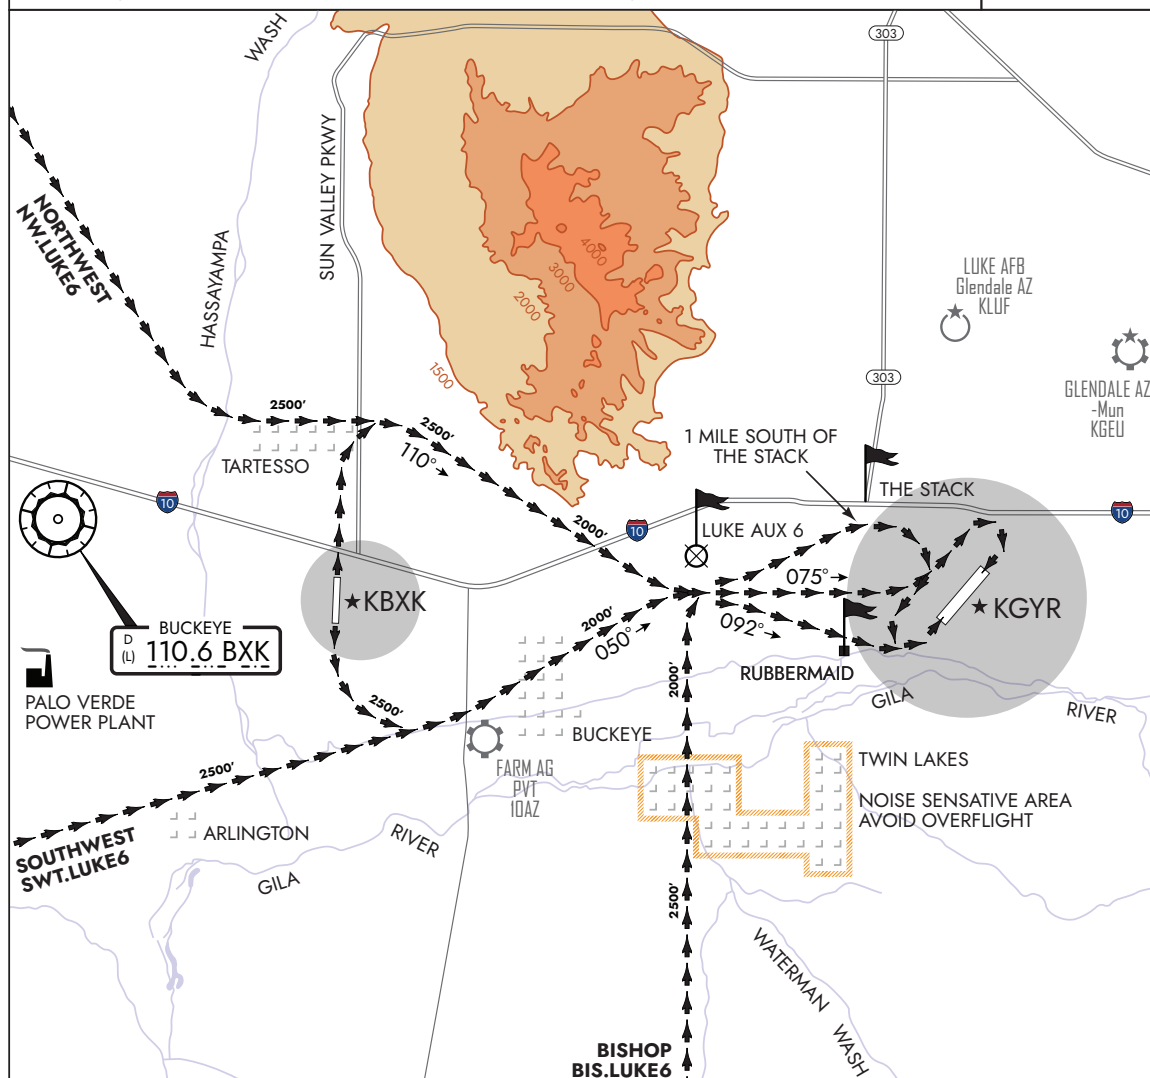 WASH
303
SUN VALLEY PKWY
NORTHWEST
NW.LUKE6
HASSAYAMPA
4000
3000
2000
1500
LUKE AFB
Glendale AZ
KLUF
303
GLENDALE AZ
-Mun
KGEU
2500'
2500'
110°
TARTESSO
1 MILE SOUTH OF
THE STACK
THE STACK
10
10
10
2000'
LUKE AUX 6
075°
KBXK
KGYR
2000'
050°
092°
BUCKEYE
D
(L)
110.6 BXK
RUBBERMAID
2000'
PALO VERDE
POWER PLANT
GILA
RIVER
2500'
BUCKEYE
2500'
FARM AG
PVT
10AZ
TWIN LAKES
NOISE SENSATIVE AREA
AVOID OVERFLIGHT
ARLINGTON
SOUTHWEST
SWT.LUKE6
RIVER
GILA
2500'
WATERMAN
WASH
BISHOP
BIS.LUKE6